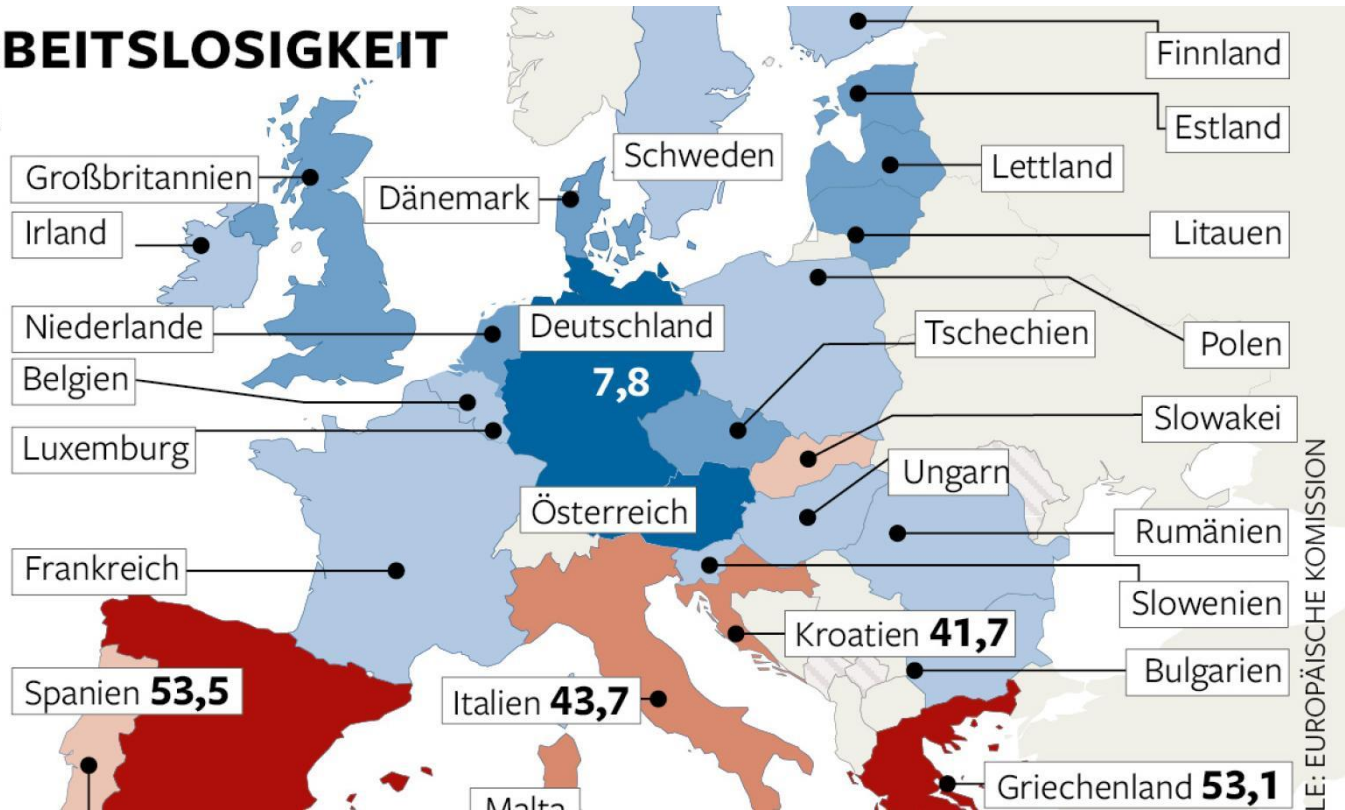 BEITSLOSIGKEIT
Finnland
Estland
Schweden
Lettland
Großbritannien
Dänemark
Irland
Litauen
Niederlande
Deutschland
7,8
Tschechien
Polen
Belgien
Slowakei
Luxemburg
Ungarn
Österreich
Rumänien
Frankreich
Slowenien
Kroatien 41,7
Bulgarien
Spanien 53,5
Italien 43,7
Griechenland 53,1
Malta
LE: EUROPÄISCHE KOMISSION